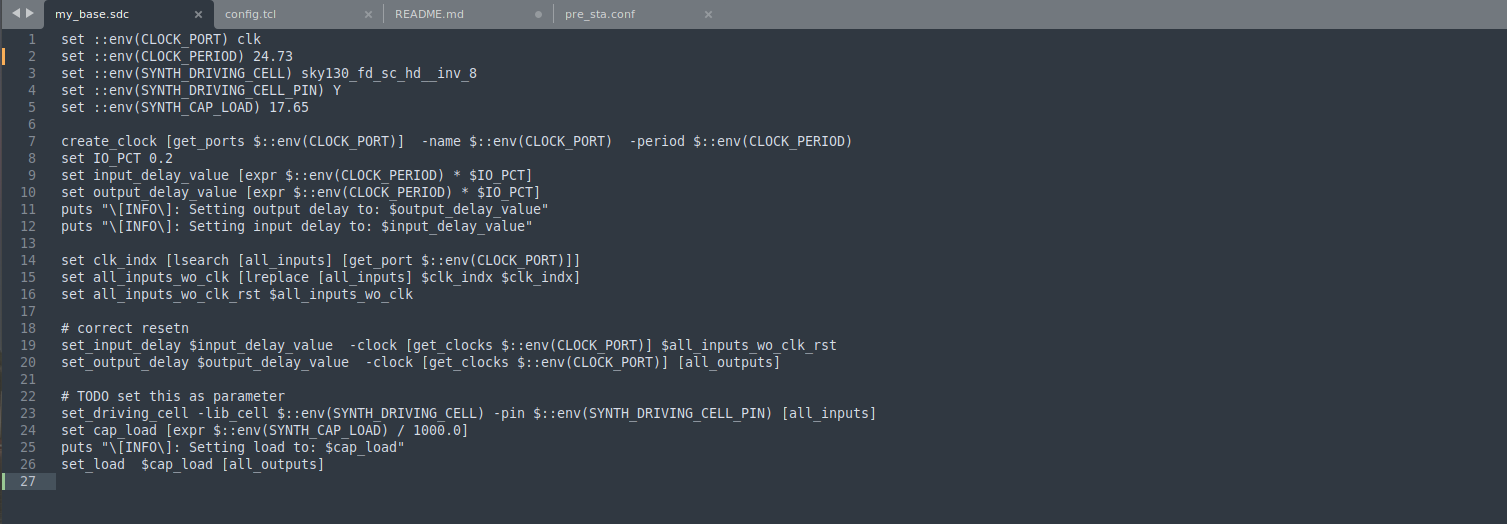 my_base.sdc × config.tcl × README.md pre_sta.conf ×
1 set ::env(CLOCK_PORT) clk
2 set ::env(CLOCK_PERIOD) 24.73
3 set ::env(SYNTH_DRIVING_CELL) sky130_fd_sc_hd__inv_8
4 set ::env(SYNTH_DRIVING_CELL_PIN) Y
5 set ::env(SYNTH_CAP_LOAD) 17.65
6
7 create_clock [get_ports $::env(CLOCK_PORT)]  -name $::env(CLOCK_PORT)  -period $::env(CLOCK_PERIOD)
8 set IO_PCT 0.2
9 set input_delay_value [expr $::env(CLOCK_PERIOD) * $IO_PCT]
10 set output_delay_value [expr $::env(CLOCK_PERIOD) * $IO_PCT]
11 puts "\[INFO\]: Setting output delay to: $output_delay_value"
12 puts "\[INFO\]: Setting input delay to: $input_delay_value"
13
14 set clk_indx [lsearch [all_inputs] [get_port $::env(CLOCK_PORT)]]
15 set all_inputs_wo_clk [lreplace [all_inputs] $clk_indx $clk_indx]
16 set all_inputs_wo_clk_rst $all_inputs_wo_clk
17
18 # correct resetn
19 set_input_delay $input_delay_value  -clock [get_clocks $::env(CLOCK_PORT)] $all_inputs_wo_clk_rst
20 set_output_delay $output_delay_value  -clock [get_clocks $::env(CLOCK_PORT)] [all_outputs]
21
22 # TODO set this as parameter
23 set_driving_cell -lib_cell $::env(SYNTH_DRIVING_CELL) -pin $::env(SYNTH_DRIVING_CELL_PIN) [all_inputs]
24 set cap_load [expr $::env(SYNTH_CAP_LOAD) / 1000.0]
25 puts "\[INFO\]: Setting load to: $cap_load"
26 set_load  $cap_load [all_outputs]
27